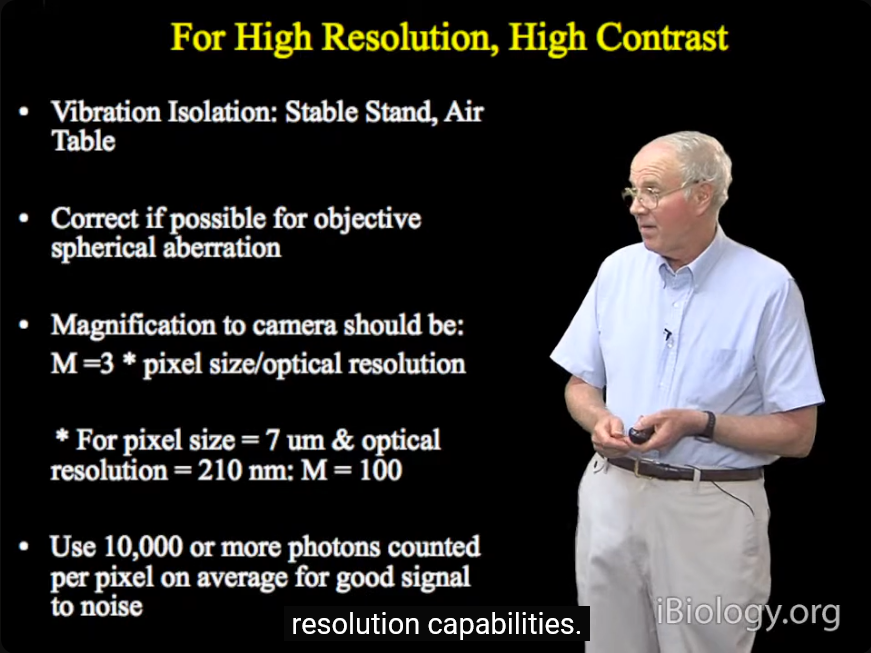 For High Resolution, High Contrast
• Vibration Isolation: Stable Stand, Air
Table
• Correct if possible for objective
spherical aberration
• Magnification to camera should be:
M =3 * pixel size/optical resolution
* For pixel size = 7 um & optical
resolution = 210 nm: M = 100
• Use 10,000 or more photons counted
per pixel on average for good signal
to noise
resolution capabilities.
iBiology.org